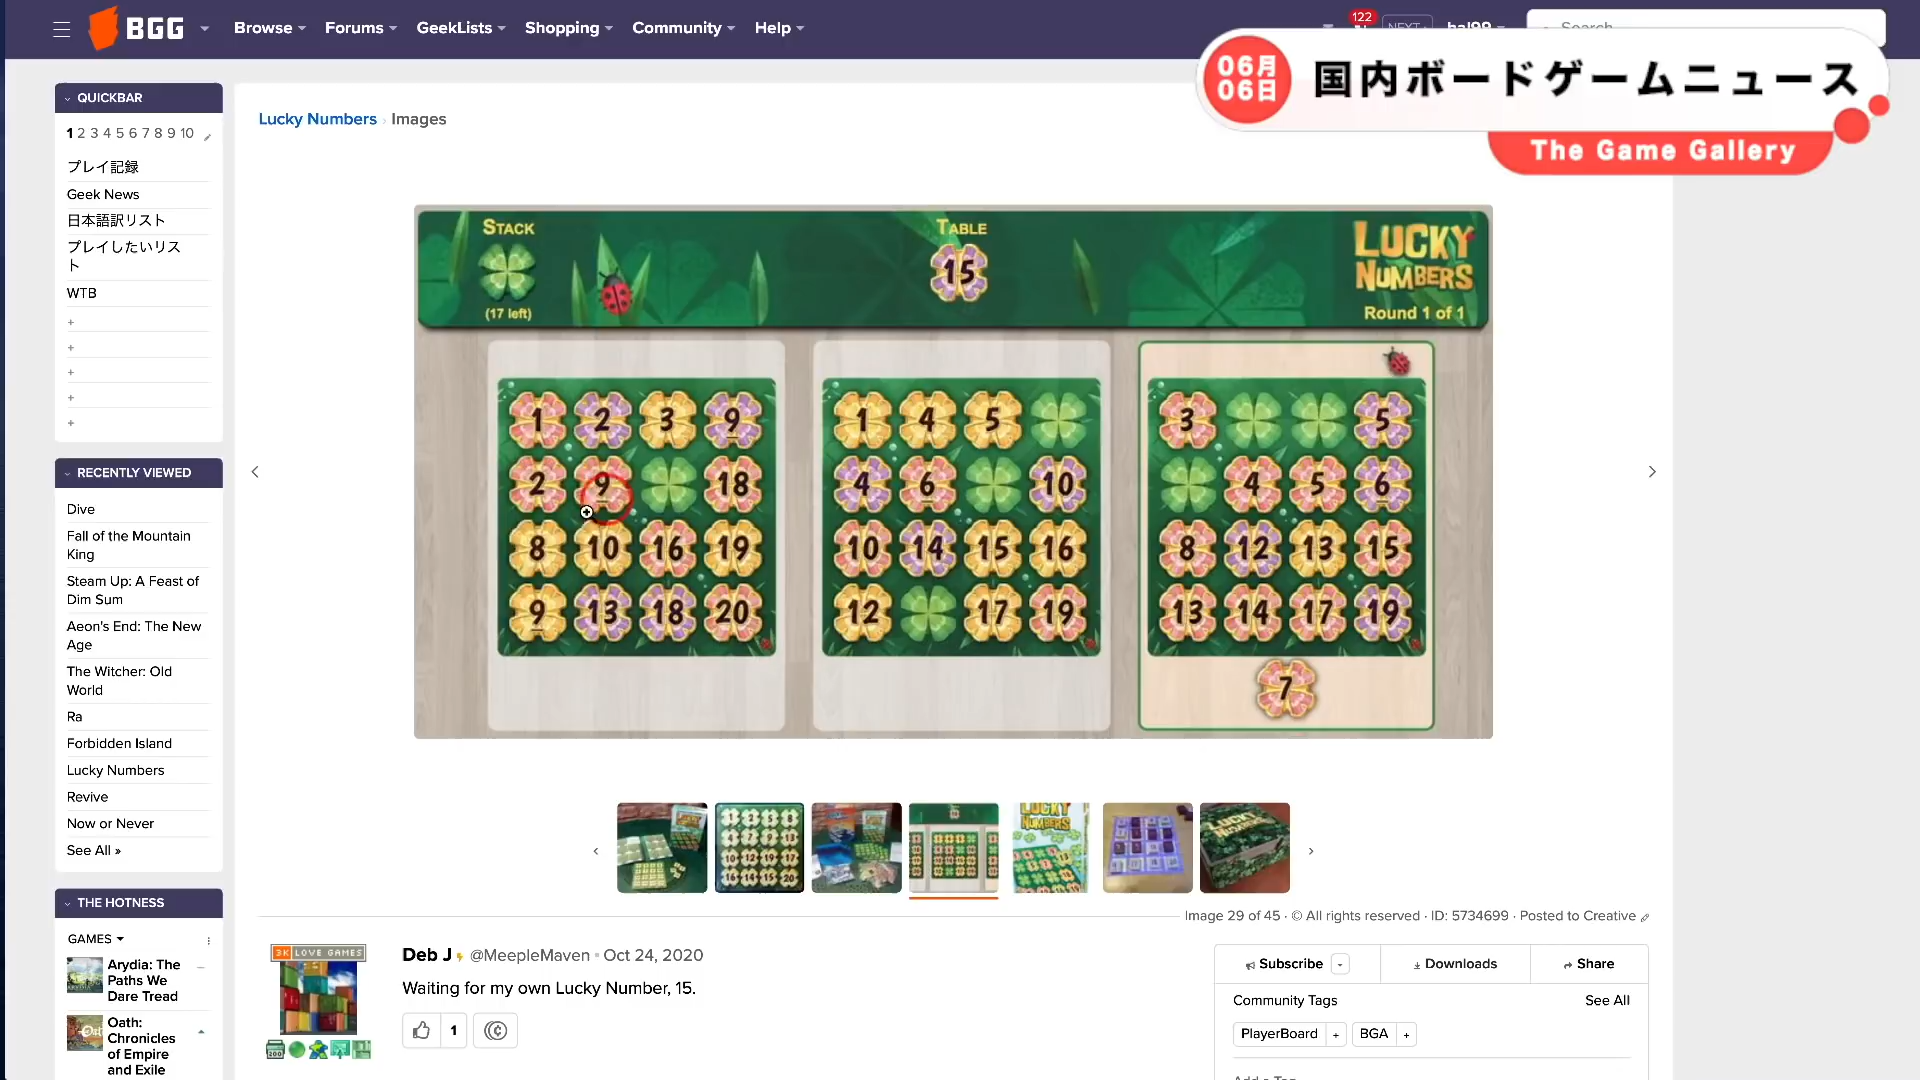 BGG
Browse
Forums
GeekLists
Shopping
Community
Help
122
NEXT
hal99
Search
06月
06日
国内ボードゲームニュース
The Game Gallery
QUICKBAR
1 2 3 4 5 6 7 8 9 10
プレイ記録
Geek News
日本語訳リスト
プレイしたいリス
ト
WTB
+
+
+
+
+
RECENTLY VIEWED
Dive
Fall of the Mountain
King
Steam Up: A Feast of
Dim Sum
Aeon's End: The New
Age
The Witcher: Old
World
Ra
Forbidden Island
Lucky Numbers
Revive
Now or Never
See All »
THE HOTNESS
GAMES
Arydia: The
Paths We
Dare Tread
Oath:
Chronicles
of Empire
and Exile
Lucky Numbers › Images
STACK
(17 left)
TABLE
15
LUCKY
NUMBERS
Round 1 of 1
1 2 3 9
2 9 18
8 10 16 19
9 13 18 20
1 4 5
4 6 10
10 14 15 16
12 17 19
3 5
4 5 6
8 12 13 15
13 14 17 19
7
Image 29 of 45 · © All rights reserved · ID: 5734699 · Posted to Creative
3K LOVE GAMES
Deb J @MeepleMaven · Oct 24, 2020
Waiting for my own Lucky Number, 15.
1
Subscribe
Downloads
Share
Community Tags
See All
PlayerBoard +
BGA +